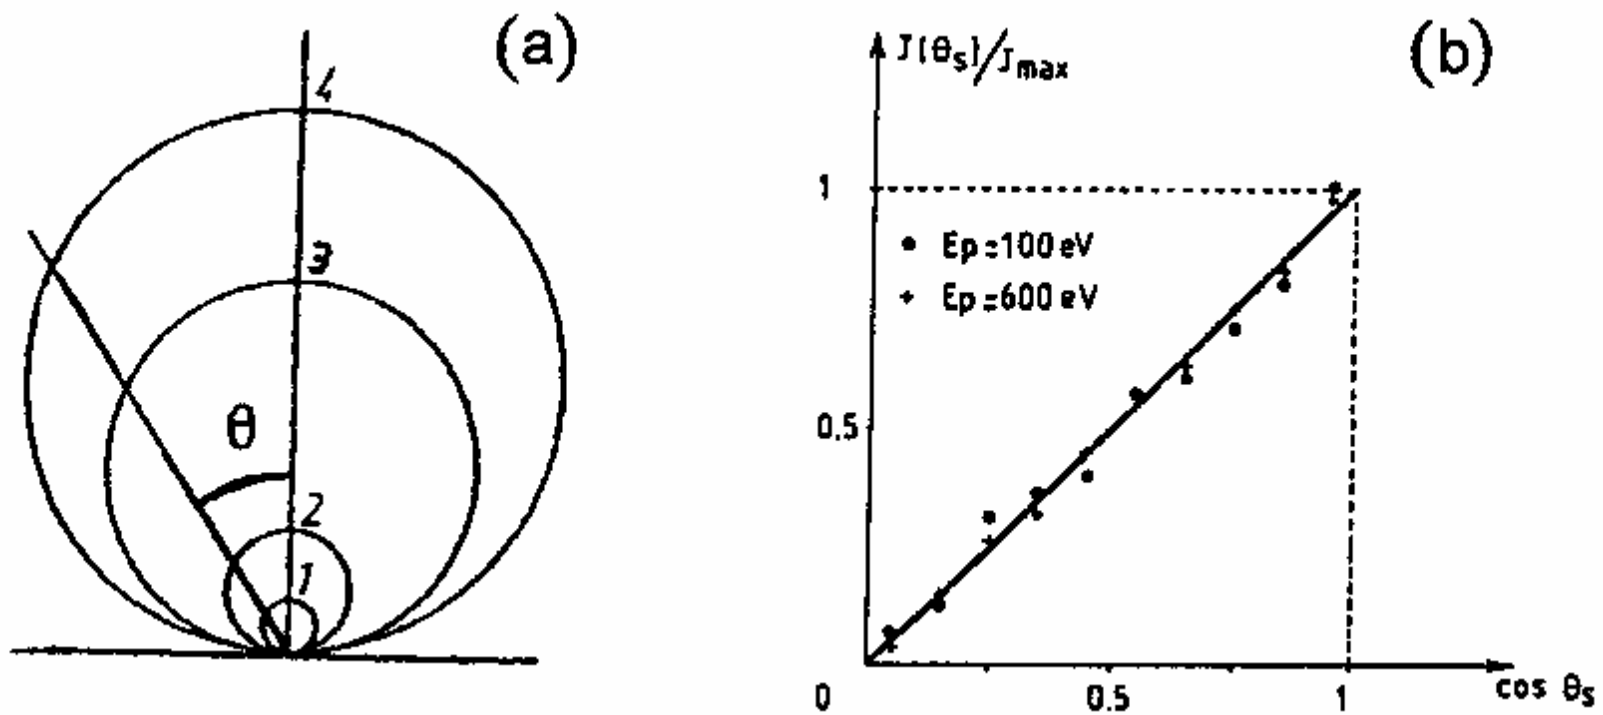 (a)
4
3
θ
2
1
(b)
J(θs)/Jmax
1
• Ep=100 eV
+ Ep=600 eV
0.5
0
0.5
1
cos θs